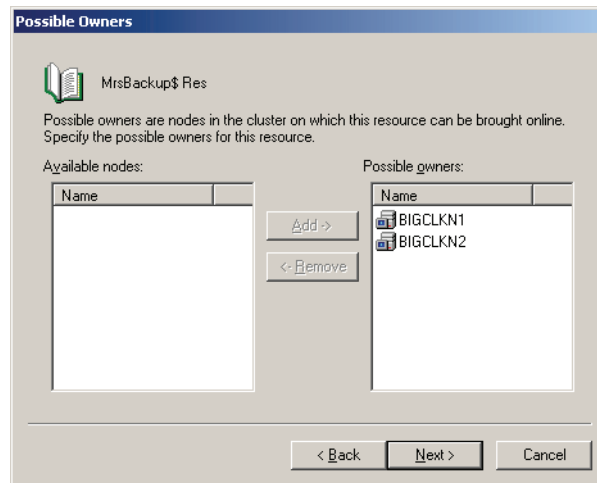 Possible Owners
MrsBackup$ Res
Possible owners are nodes in the cluster on which this resource can be brought online.
Specify the possible owners for this resource.
Available nodes:
Possible owners:
Name
Name
BIGCLKN1
BIGCLKN2
Add ->
<- Remove
< Back
Next >
Cancel